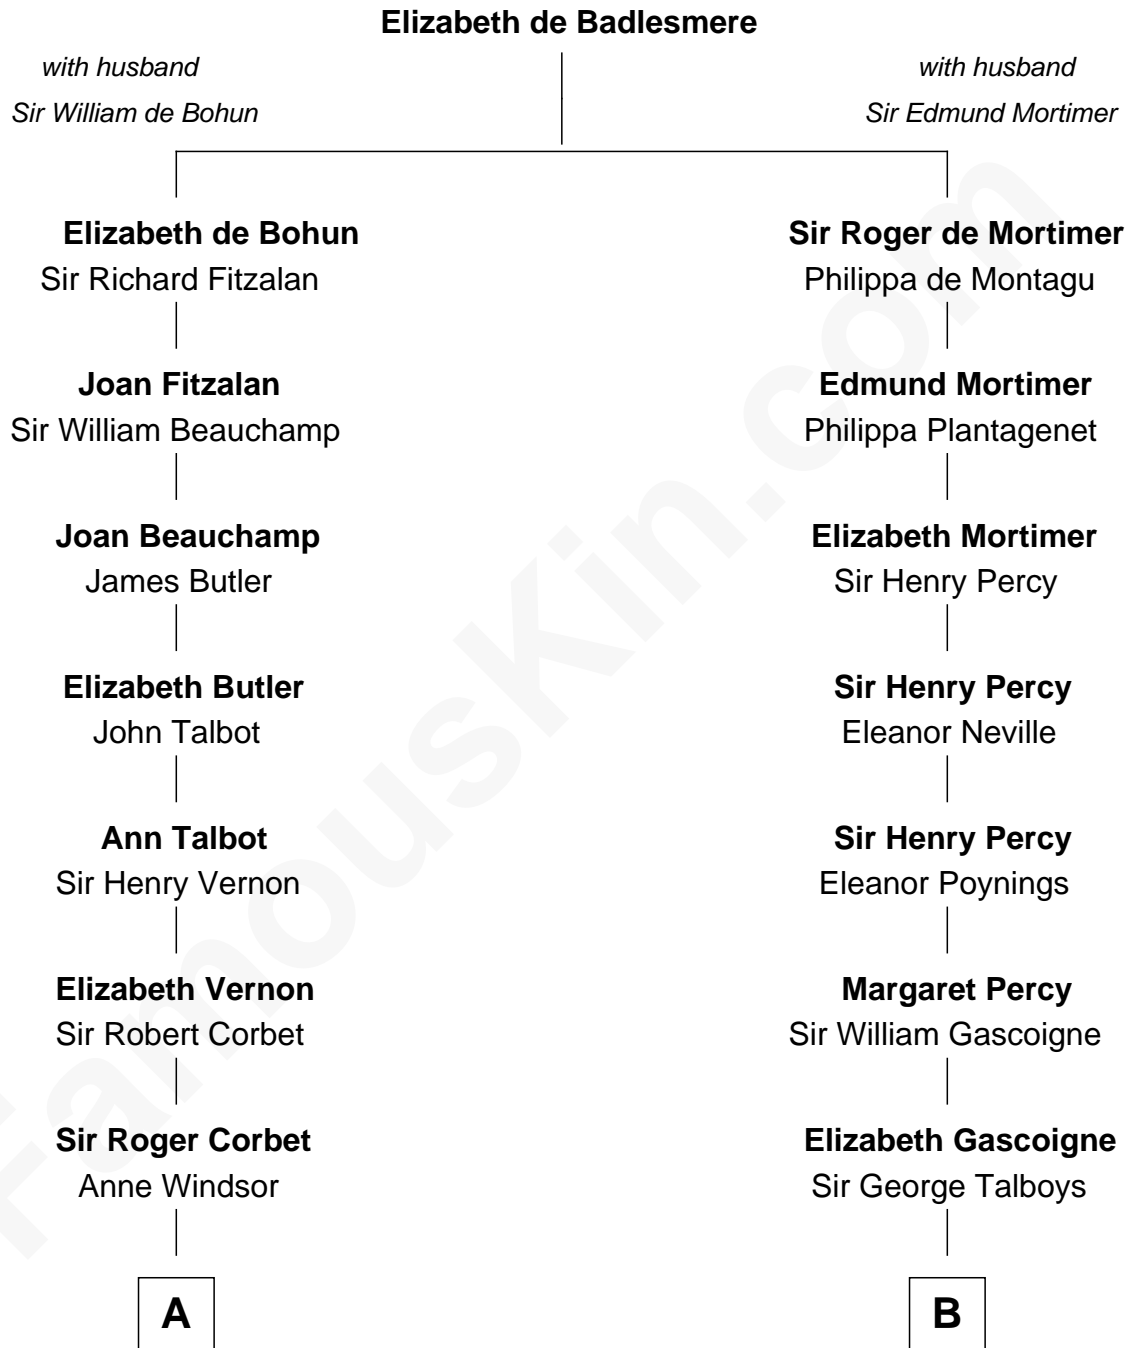 Elizabeth de Badlesmere
with husband
Sir William de Bohun
with husband
Sir Edmund Mortimer
Elizabeth de Bohun
Sir Richard Fitzalan
Sir Roger de Mortimer
Philippa de Montagu
Joan Fitzalan
Sir William Beauchamp
Edmund Mortimer
Philippa Plantagenet
Joan Beauchamp
James Butler
Elizabeth Mortimer
Sir Henry Percy
Elizabeth Butler
John Talbot
Sir Henry Percy
Eleanor Neville
Ann Talbot
Sir Henry Vernon
Sir Henry Percy
Eleanor Poynings
Elizabeth Vernon
Sir Robert Corbet
Margaret Percy
Sir William Gascoigne
Sir Roger Corbet
Anne Windsor
Elizabeth Gascoigne
Sir George Talboys
A
B
FamousKin.com